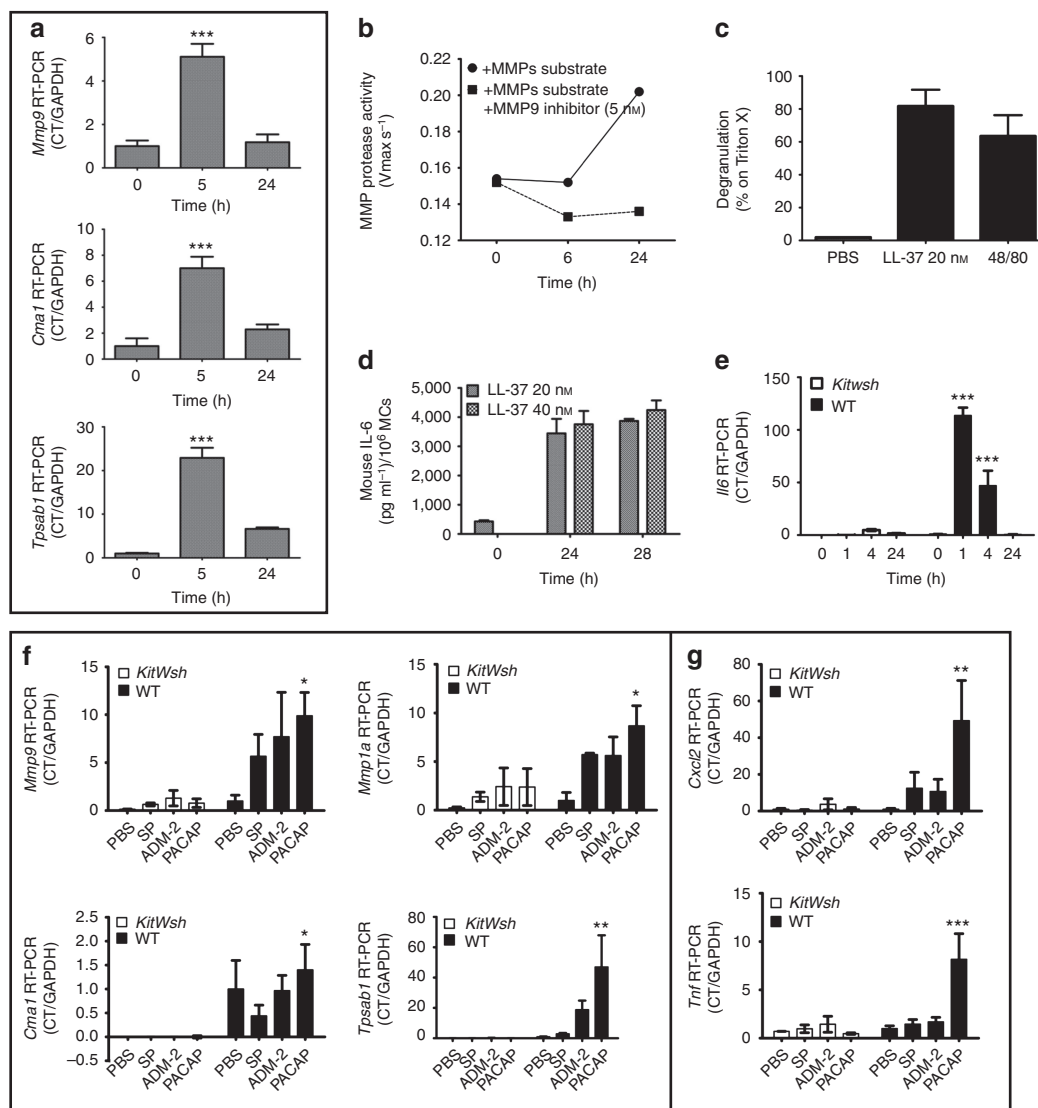 a
Mmp9 RT-PCR
(CT/GAPDH)
6
4
2
0
***
0 5 24
Time (h)
Cma1 RT-PCR
(CT/GAPDH)
10
8
6
4
2
0
***
0 5 24
Time (h)
Tpsab1 RT-PCR
(CT/GAPDH)
30
20
10
0
***
0 5 24
Time (h)
b
MMP protease activity
(Vmax s⁻¹)
+MMPs substrate
+MMPs substrate
+MMP9 inhibitor (5 nM)
0.24
0.20
0.16
0.12
0 6 24
Time (h)
c
Degranulation
(% on Triton X)
100
80
60
40
20
0
PBS LL-37 20 nM 48/80
d
Mouse IL-6
(pg ml⁻¹)/10⁶ MCs
5,000
4,000
3,000
2,000
1,000
0
LL-37 20 nM
LL-37 40 nM
0 24 28
Time (h)
e
Il6 RT-PCR
(CT/GAPDH)
150
100
50
0
Kitwsh
WT
***
***
0 1 4 24 0 1 4 24
Time (h)
f
Mmp9 RT-PCR
(CT/GAPDH)
15
10
5
0
KitWsh
WT
*
PBS SP ADM-2 PACAP PBS SP ADM-2 PACAP
Mmp1a RT-PCR
(CT/GAPDH)
15
10
5
0
KitWsh
WT
*
PBS SP ADM-2 PACAP PBS SP ADM-2 PACAP
Cma1 RT-PCR
(CT/GAPDH)
2.5
2.0
1.5
1.0
0.5
0.0
–0.5
KitWsh
WT
*
PBS SP ADM-2 PACAP PBS SP ADM-2 PACAP
Tpsab1 RT-PCR
(CT/GAPDH)
80
60
40
20
0
KitWsh
WT
**
PBS SP ADM-2 PACAP PBS SP ADM-2 PACAP
g
Cxcl2 RT-PCR
(CT/GAPDH)
80
60
40
20
0
KitWsh
WT
**
PBS SP ADM-2 PACAP PBS SP ADM-2 PACAP
Tnf RT-PCR
(CT/GAPDH)
15
10
5
0
KitWsh
WT
***
PBS SP ADM-2 PACAP PBS SP ADM-2 PACAP